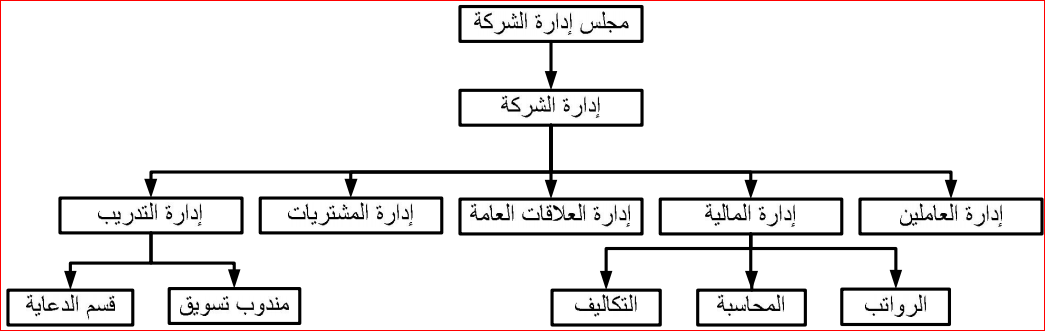 مجلس إدارة الشركة
إدارة الشركة
إدارة العاملين
إدارة المالية
إدارة العلاقات العامة
إدارة المشتريات
إدارة التدريب
الرواتب
المحاسبة
التكاليف
مندوب تسويق
قسم الدعاية